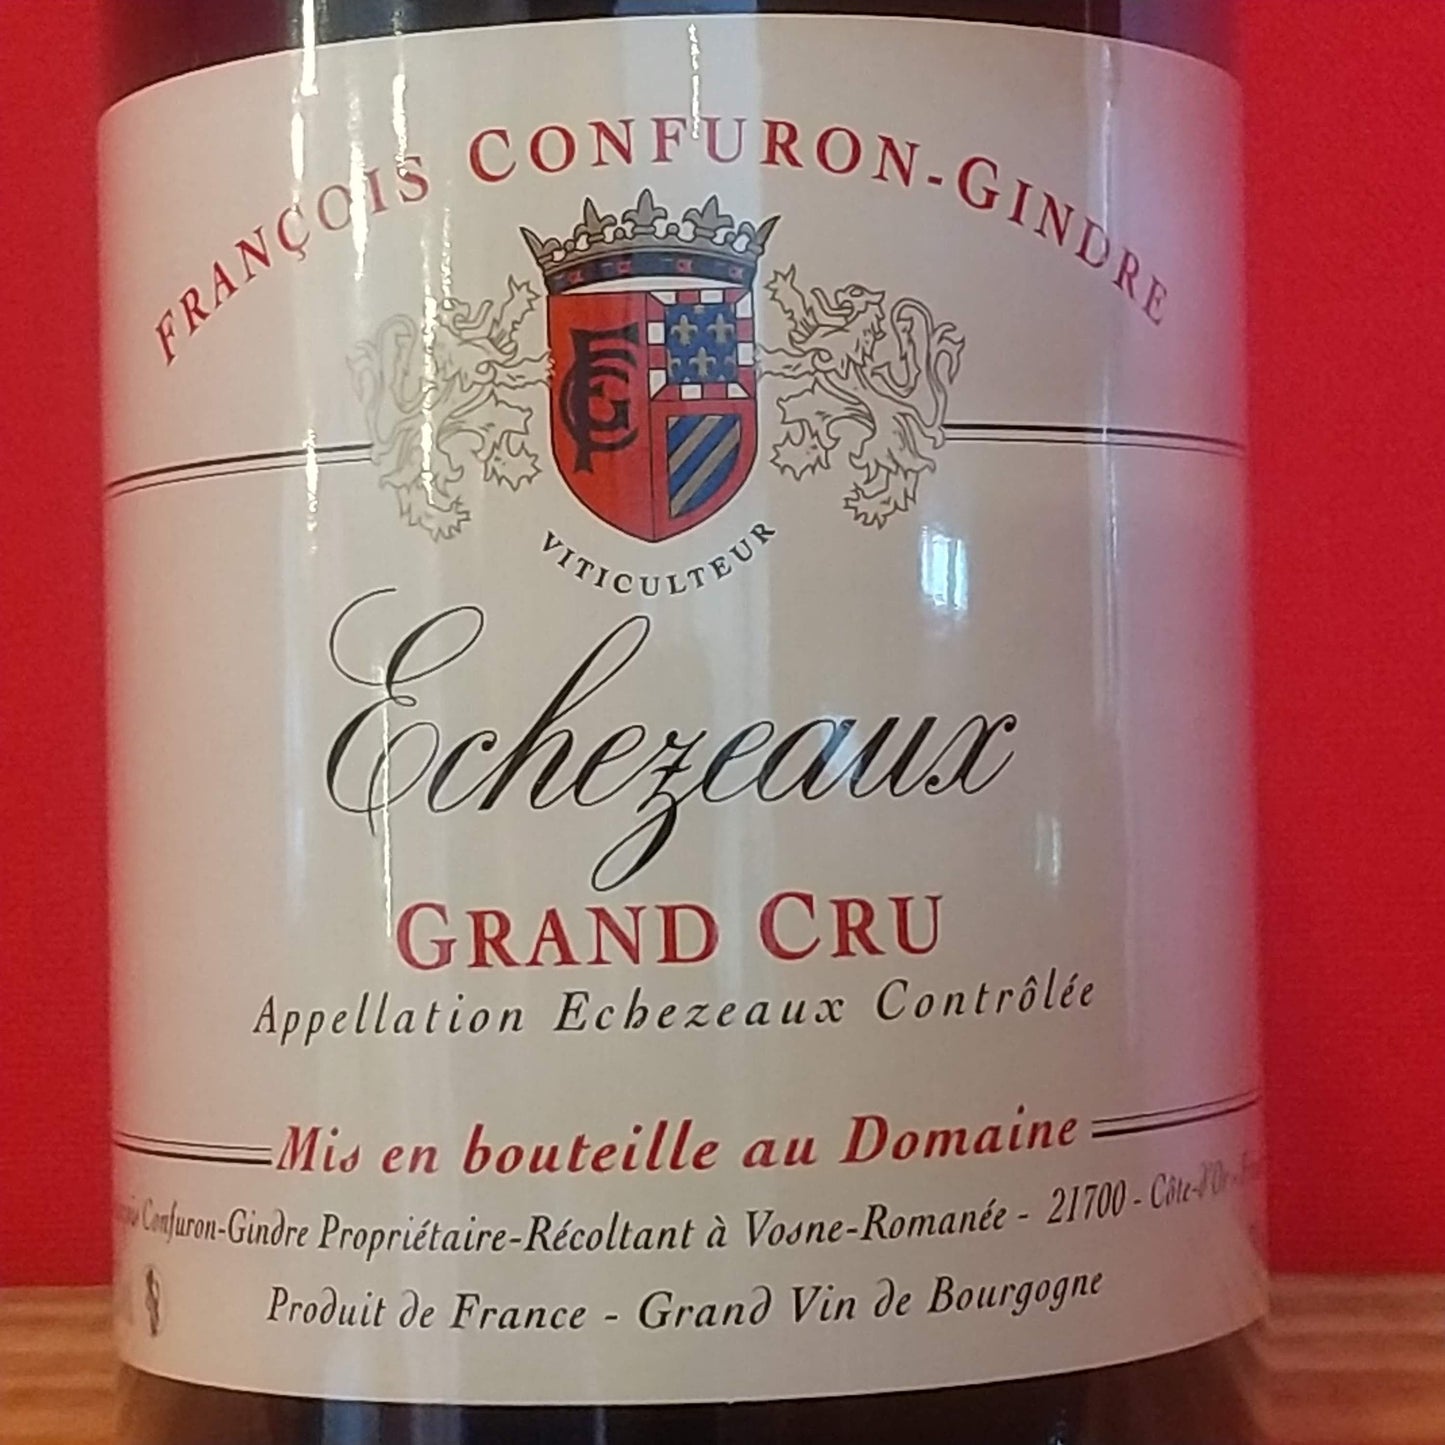 FRANÇOIS CONFURON-GINDRE
VITICULTEUR
Echezeaux
GRAND CRU
Appellation Echezeaux Contrôlée
Mis en bouteille au Domaine
Confuron-Gindre Propriétaire-Récoltant à Vosne-Romanée - 21700 - Côte-d'Or -
Produit de France - Grand Vin de Bourgogne